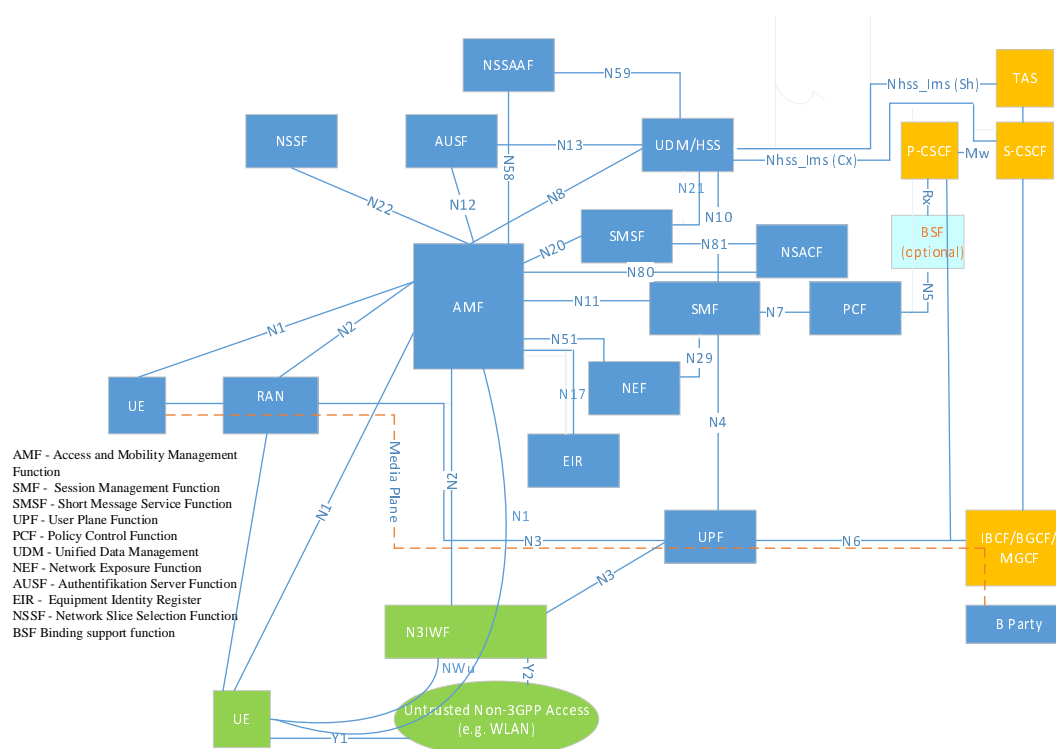 NSSAAF
N59
TAS
Nhss_Ims (Sh)
NSSF
AUSF
N13
UDM/HSS
P-CSCF
Mw
S-CSCF
Nhss_Ims (Cx)
N58
N22
N12
N8
N21
N10
Rx
SMSF
N20
N81
NSACF
BSF
(optional)
N80
AMF
N11
SMF
N7
PCF
N5
N1
N2
N51
N29
NEF
N17
UE
RAN
N4
EIR
Media Plane
N2
N1
N1
AMF - Access and Mobility Management
Function
SMF -  Session Management Function
SMSF - Short Message Service Function
UPF - User Plane Function
PCF - Policy Control Function
UDM - Unified Data Management
NEF - Network Exposure Function
AUSF - Authentifikation Server Function
EIR -  Equipment Identity Register
NSSF - Network Slice Selection Function
BSF Binding support function
N3
UPF
N6
IBCF/BGCF/
MGCF
N3
B Party
N3IWF
NWu
Y2
UE
Y1
Untrusted Non-3GPP Access
(e.g. WLAN)